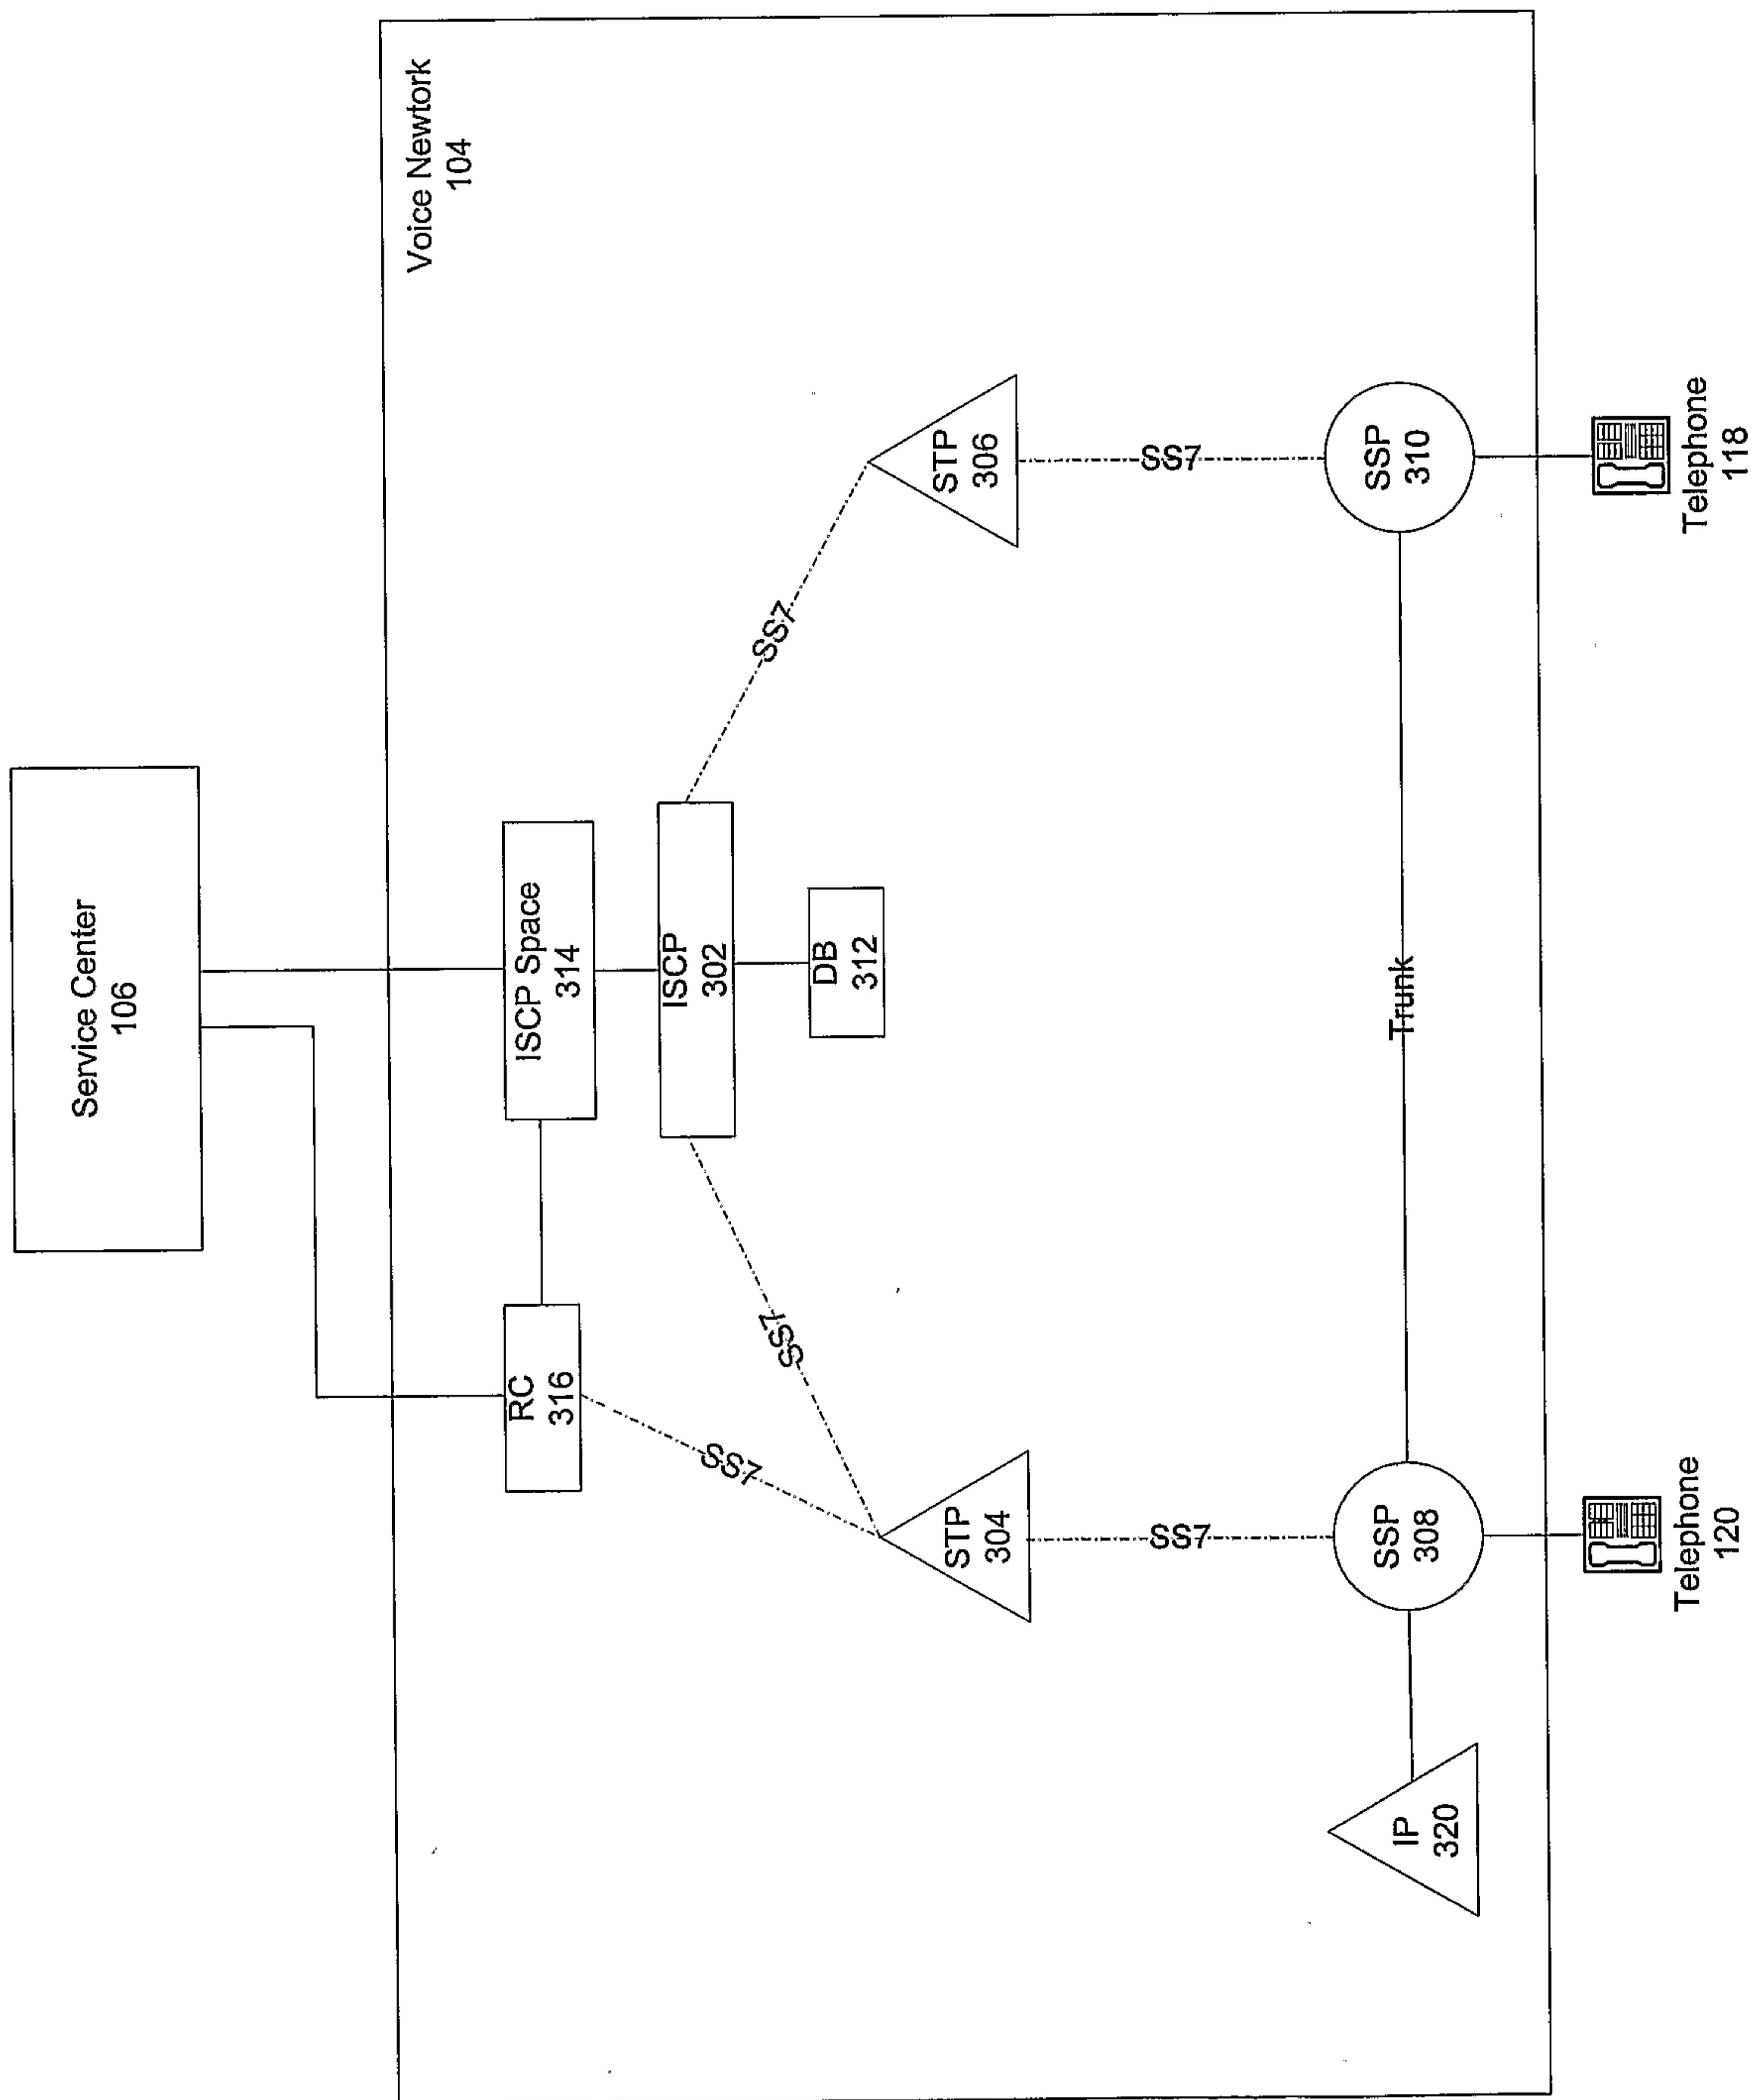 Service Center
106
Voice Newtork
104
RC
316
ISCP Space
314
ISCP
302
DB
312
SS7
SS7
SS7
STP
304
STP
306
SS7
SS7
IP
320
SSP
308
Trunk
SSP
310
Telephone
120
Telephone
118